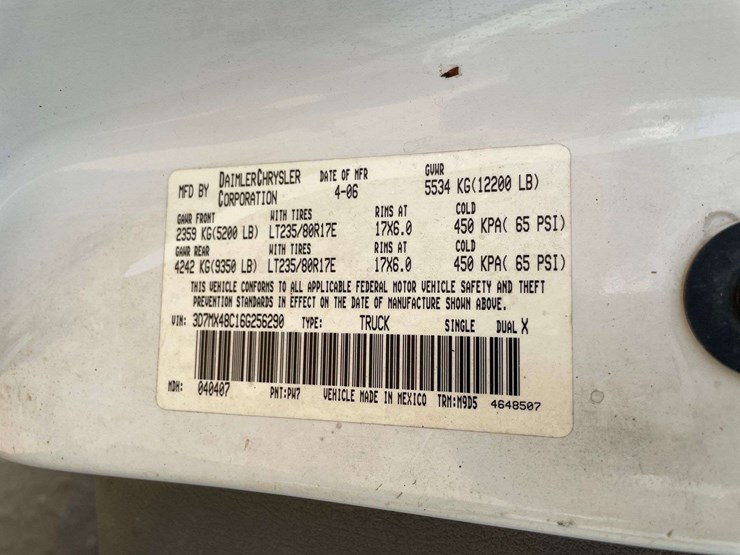 MFD BY DAIMLERCHRYSLER CORPORATION DATE OF MFR 4-06 GVWR 5534 KG(12200 LB)
GAWR FRONT WITH TIRES RIMS AT COLD
2359 KG(5200 LB) LT235/80R17E 17X6.0 450 KPA( 65 PSI)
GAWR REAR WITH TIRES RIMS AT COLD
4242 KG(9350 LB) LT235/80R17E 17X6.0 450 KPA( 65 PSI)
THIS VEHICLE CONFORMS TO ALL APPLICABLE FEDERAL MOTOR VEHICLE SAFETY AND THEFT
PREVENTION STANDARDS IN EFFECT ON THE DATE OF MANUFACTURE SHOWN ABOVE.
VIN: 3D7MX48C16G256290 TYPE: TRUCK SINGLE DUAL X
MDH: 040407 PNT:PW7 VEHICLE MADE IN MEXICO TRM:M9D5 4648507